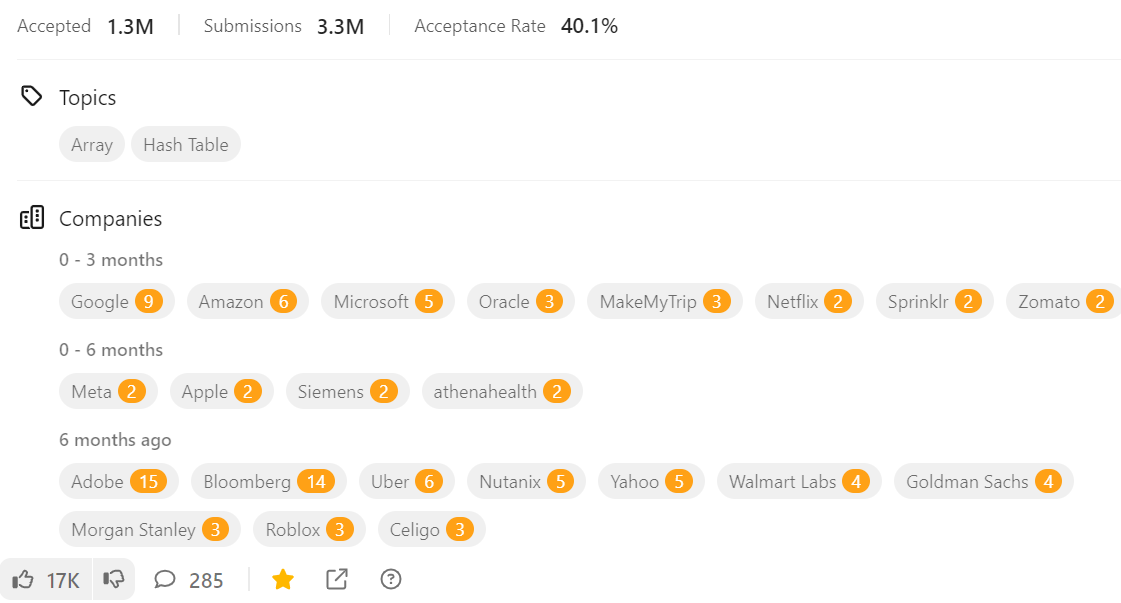 Accepted 1.3M Submissions 3.3M Acceptance Rate 40.1%
Topics
Array Hash Table
Companies
0 - 3 months
Google 9 Amazon 6 Microsoft 5 Oracle 3 MakeMyTrip 3 Netflix 2 Sprinklr 2 Zomato 2
0 - 6 months
Meta 2 Apple 2 Siemens 2 athenahealth 2
6 months ago
Adobe 15 Bloomberg 14 Uber 6 Nutanix 5 Yahoo 5 Walmart Labs 4 Goldman Sachs 4
Morgan Stanley 3 Roblox 3 Celigo 3
17K 285